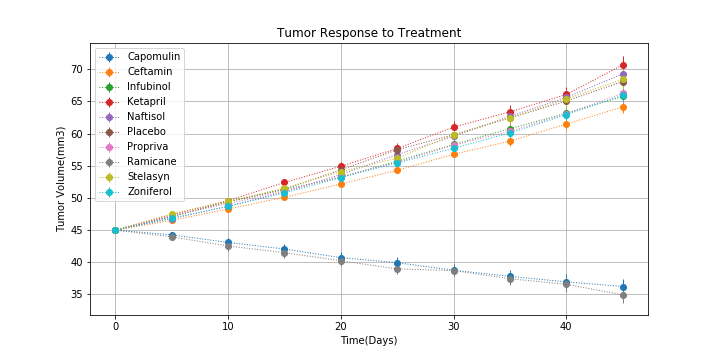 Tumor Response to Treatment
Tumor Volume(mm3)
70
65
60
55
50
45
40
35
Capomulin
Ceftamin
Infubinol
Ketapril
Naftisol
Placebo
Propriva
Ramicane
Stelasyn
Zoniferol
0
10
20
30
40
Time(Days)